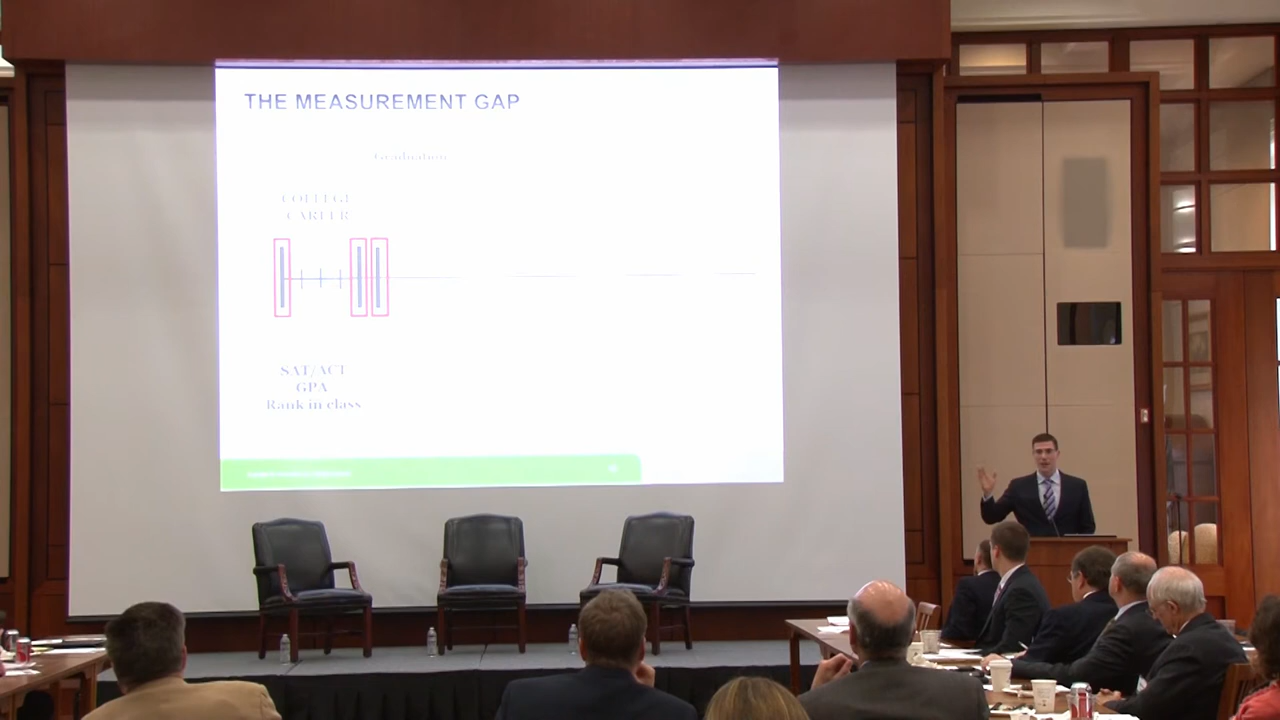 THE MEASUREMENT GAP
Graduation
COLLEGE
CAREER
SAT/ACT
GPA
Rank in class